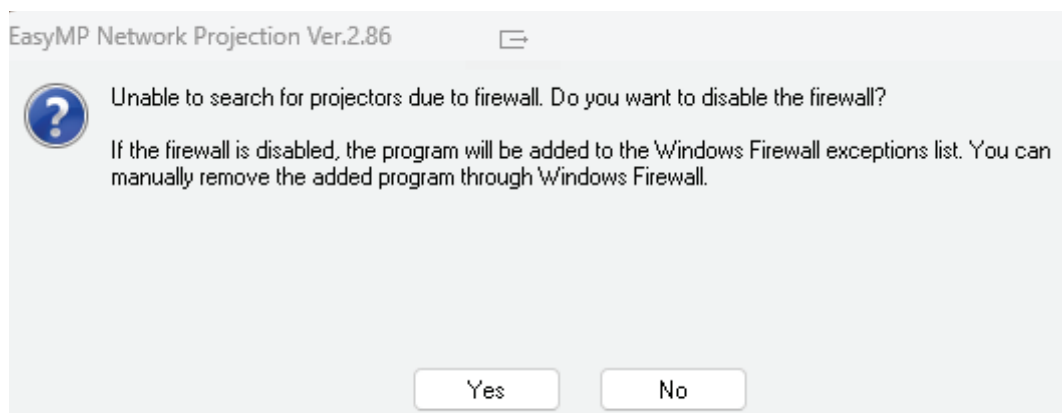 EasyMP Network Projection Ver.2.86
Unable to search for projectors due to firewall. Do you want to disable the firewall?
If the firewall is disabled, the program will be added to the Windows Firewall exceptions list. You can
manually remove the added program through Windows Firewall.
Yes
No